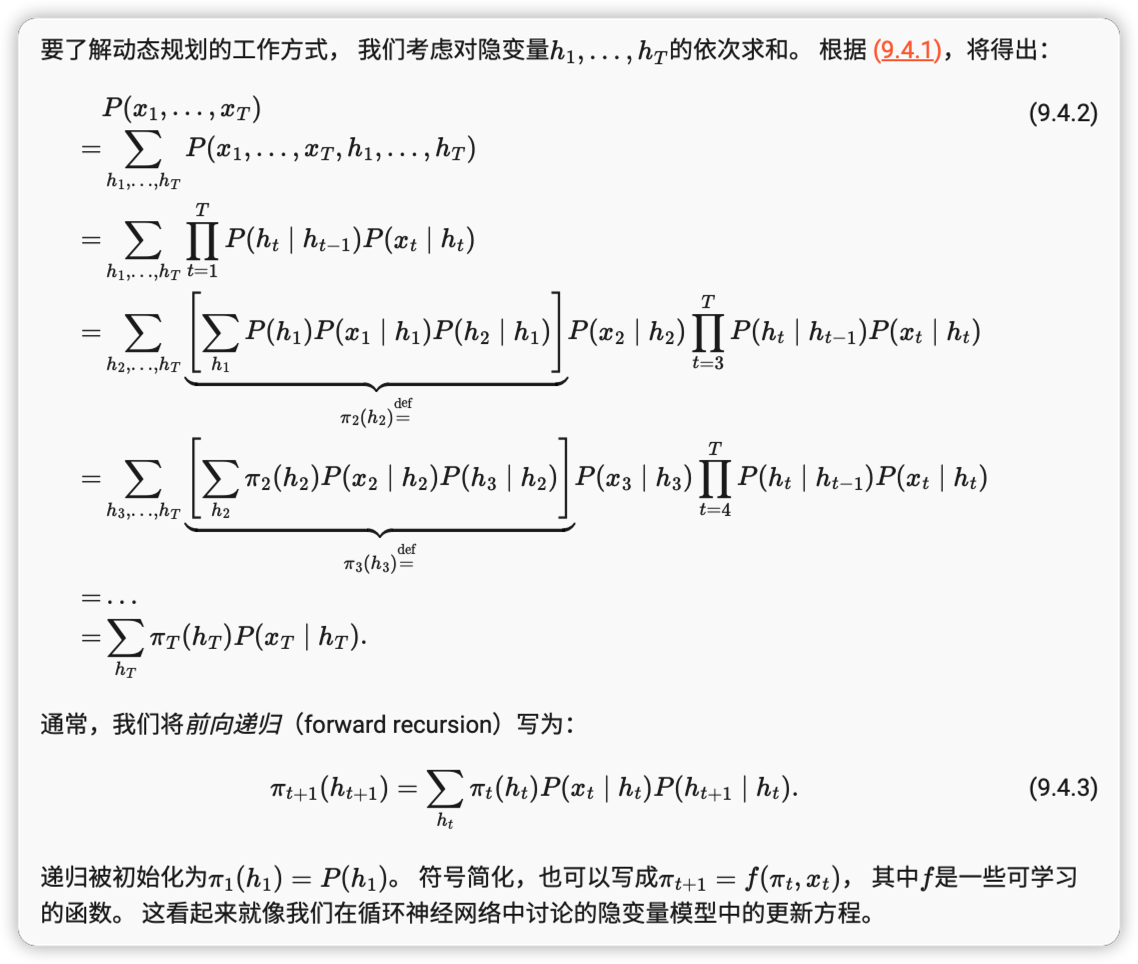 要了解动态规划的工作方式， 我们考虑对隐变量$h_1, \ldots, h_T$的依次求和。 根据 (9.4.1)，将得出：
$P(x_1, \ldots, x_T)$ (9.4.2)
$= \sum_{h_1, \ldots, h_T} P(x_1, \ldots, x_T, h_1, \ldots, h_T)$
$= \sum_{h_1, \ldots, h_T} \prod_{t=1}^{T} P(h_t \mid h_{t-1}) P(x_t \mid h_t)$
$= \sum_{h_2, \ldots, h_T} \underbrace{\left[\sum_{h_1} P(h_1) P(x_1 \mid h_1) P(h_2 \mid h_1)\right]}_{\pi_2(h_2) \stackrel{\mathrm{def}}{=}} P(x_2 \mid h_2) \prod_{t=3}^{T} P(h_t \mid h_{t-1}) P(x_t \mid h_t)$
$= \sum_{h_3, \ldots, h_T} \underbrace{\left[\sum_{h_2} \pi_2(h_2) P(x_2 \mid h_2) P(h_3 \mid h_2)\right]}_{\pi_3(h_3) \stackrel{\mathrm{def}}{=}} P(x_3 \mid h_3) \prod_{t=4}^{T} P(h_t \mid h_{t-1}) P(x_t \mid h_t)$
$= \ldots$
$= \sum_{h_T} \pi_T(h_T) P(x_T \mid h_T).$
通常，我们将前向递归（forward recursion）写为：
$\pi_{t+1}(h_{t+1}) = \sum_{h_t} \pi_t(h_t) P(x_t \mid h_t) P(h_{t+1} \mid h_t).$ (9.4.3)
递归被初始化为$\pi_1(h_1) = P(h_1)$。 符号简化，也可以写成$\pi_{t+1} = f(\pi_t, x_t)$， 其中$f$是一些可学习
的函数。 这看起来就像我们在循环神经网络中讨论的隐变量模型中的更新方程。